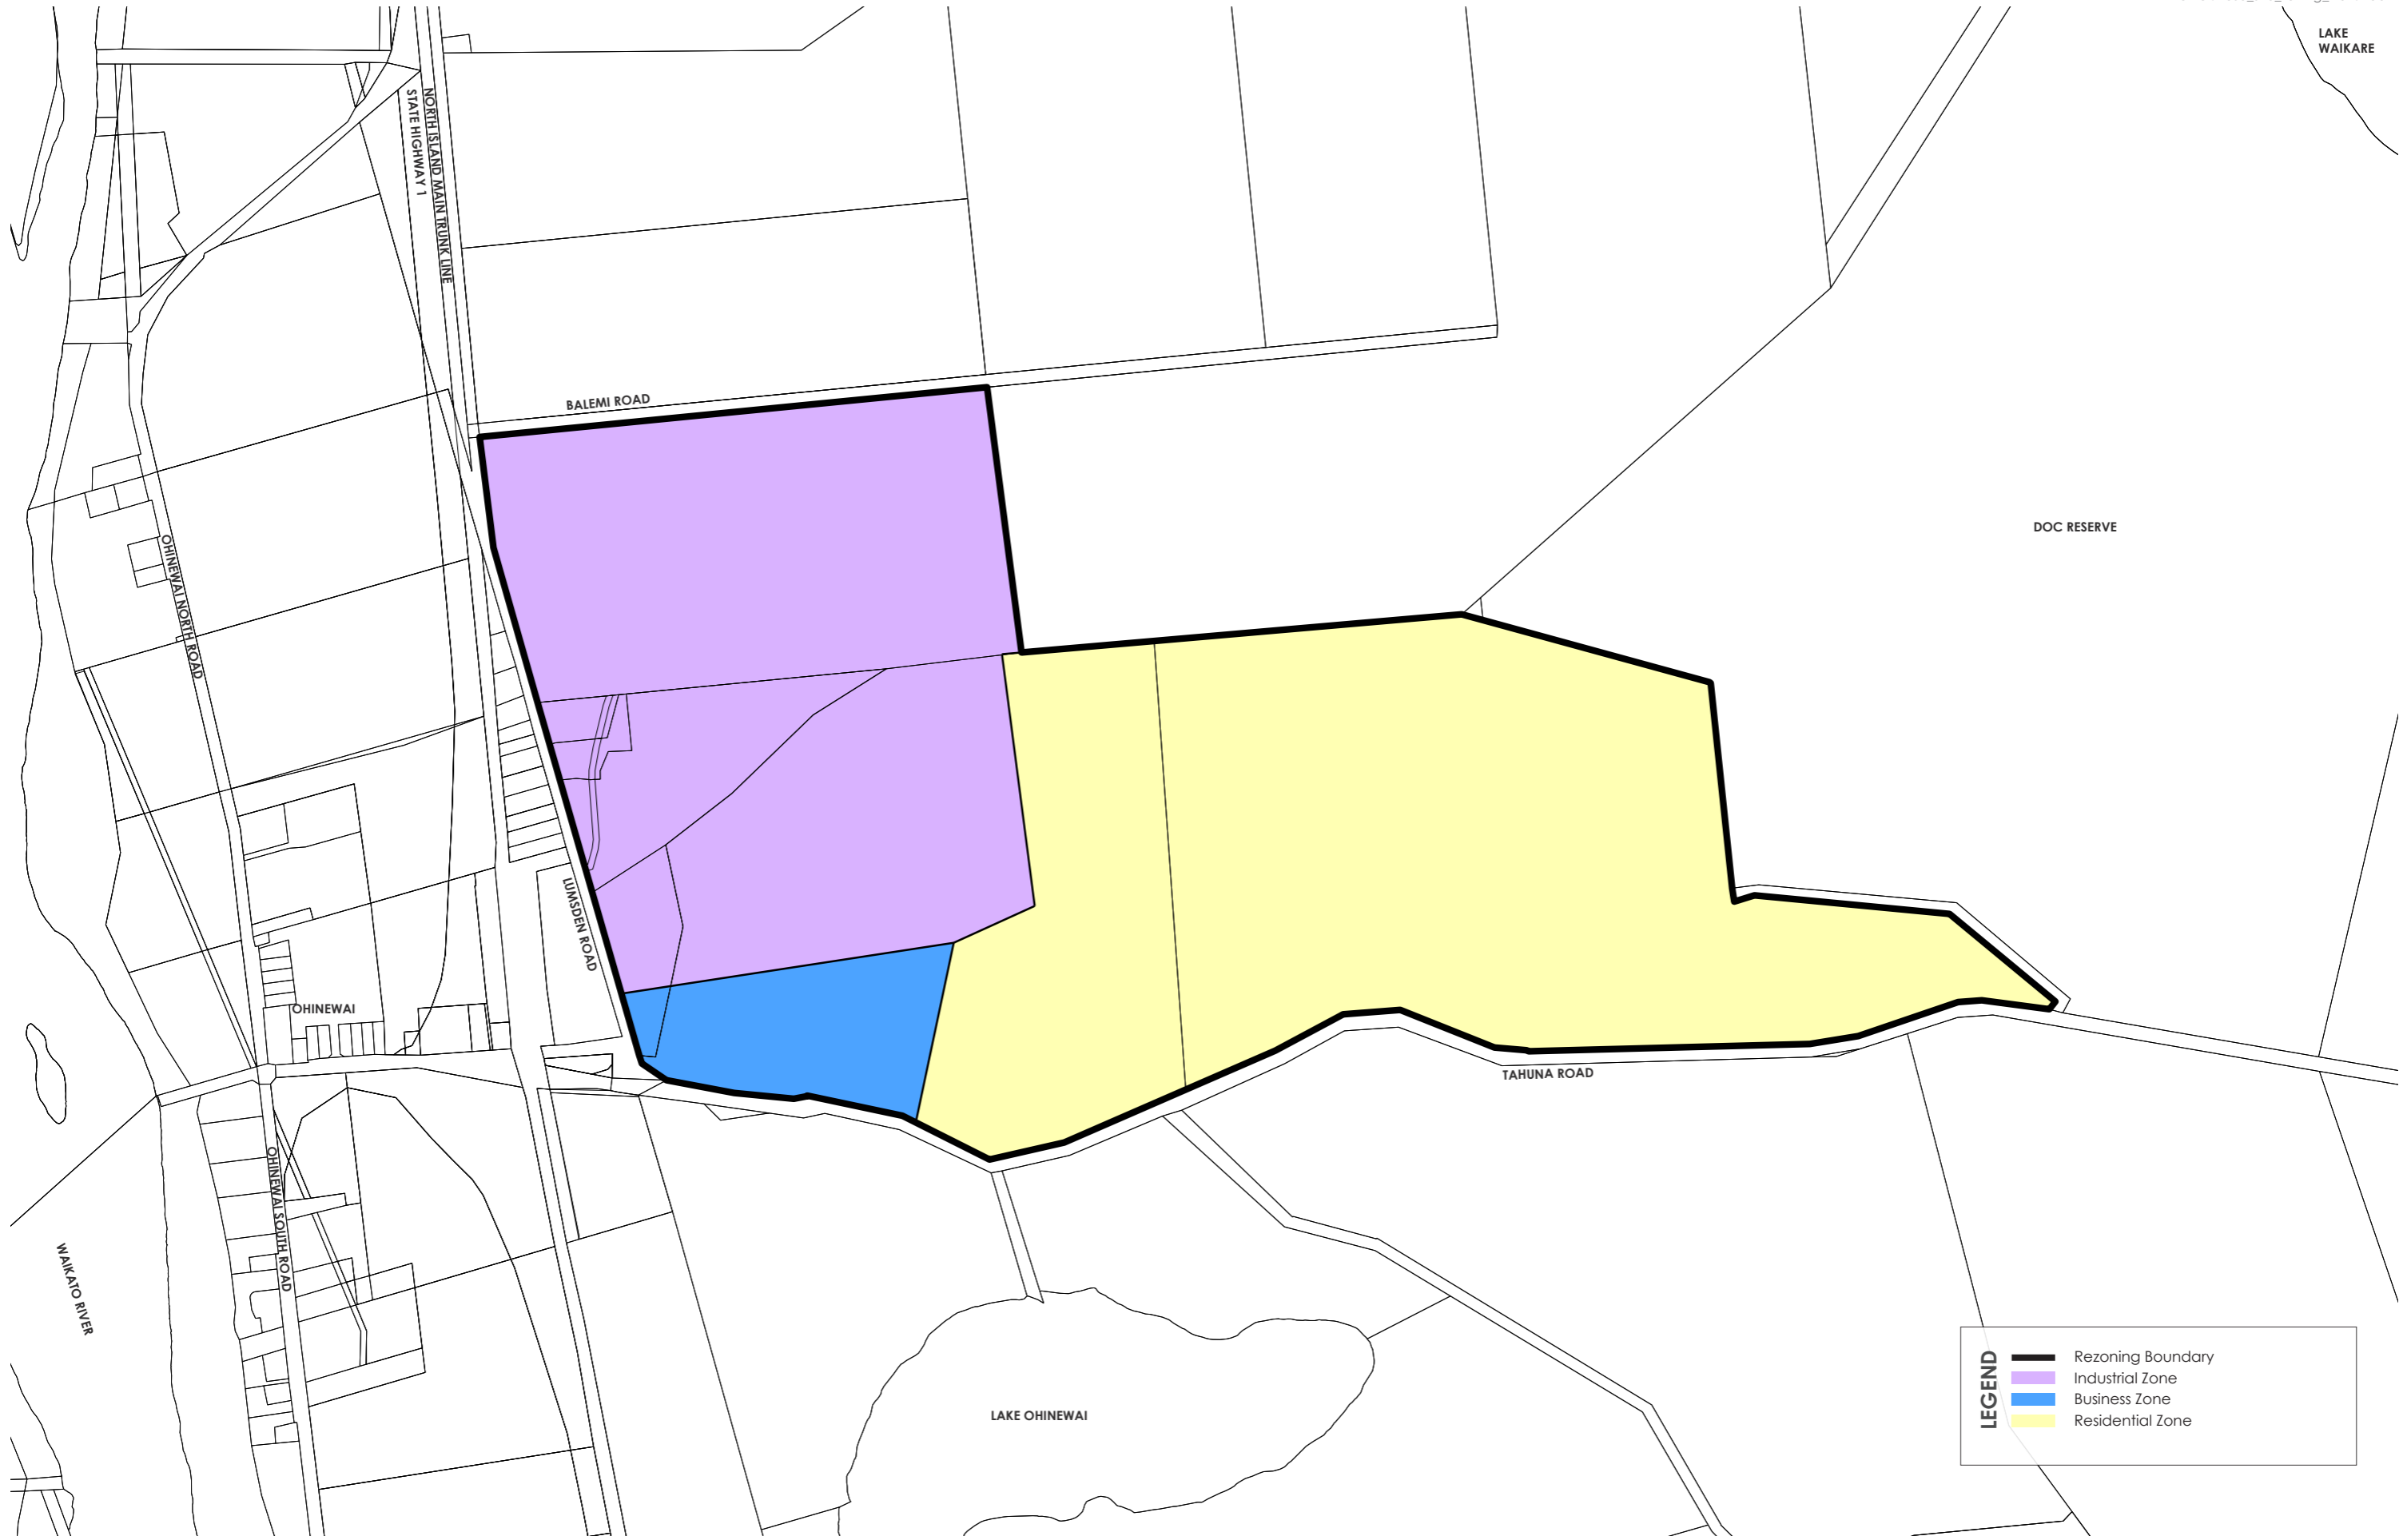 LAKE
WAIKARE
NORTH ISLAND MAIN TRUNK LINE
STATE HIGHWAY 1
BALEMI ROAD
DOC RESERVE
OHINEWAI NORTH ROAD
LUMSDEN ROAD
OHINEWAI
TAHUNA ROAD
OHINEWAI SOUTH ROAD
WAIKATO RIVER
LAKE OHINEWAI
LEGEND
Rezoning Boundary
Industrial Zone
Business Zone
Residential Zone